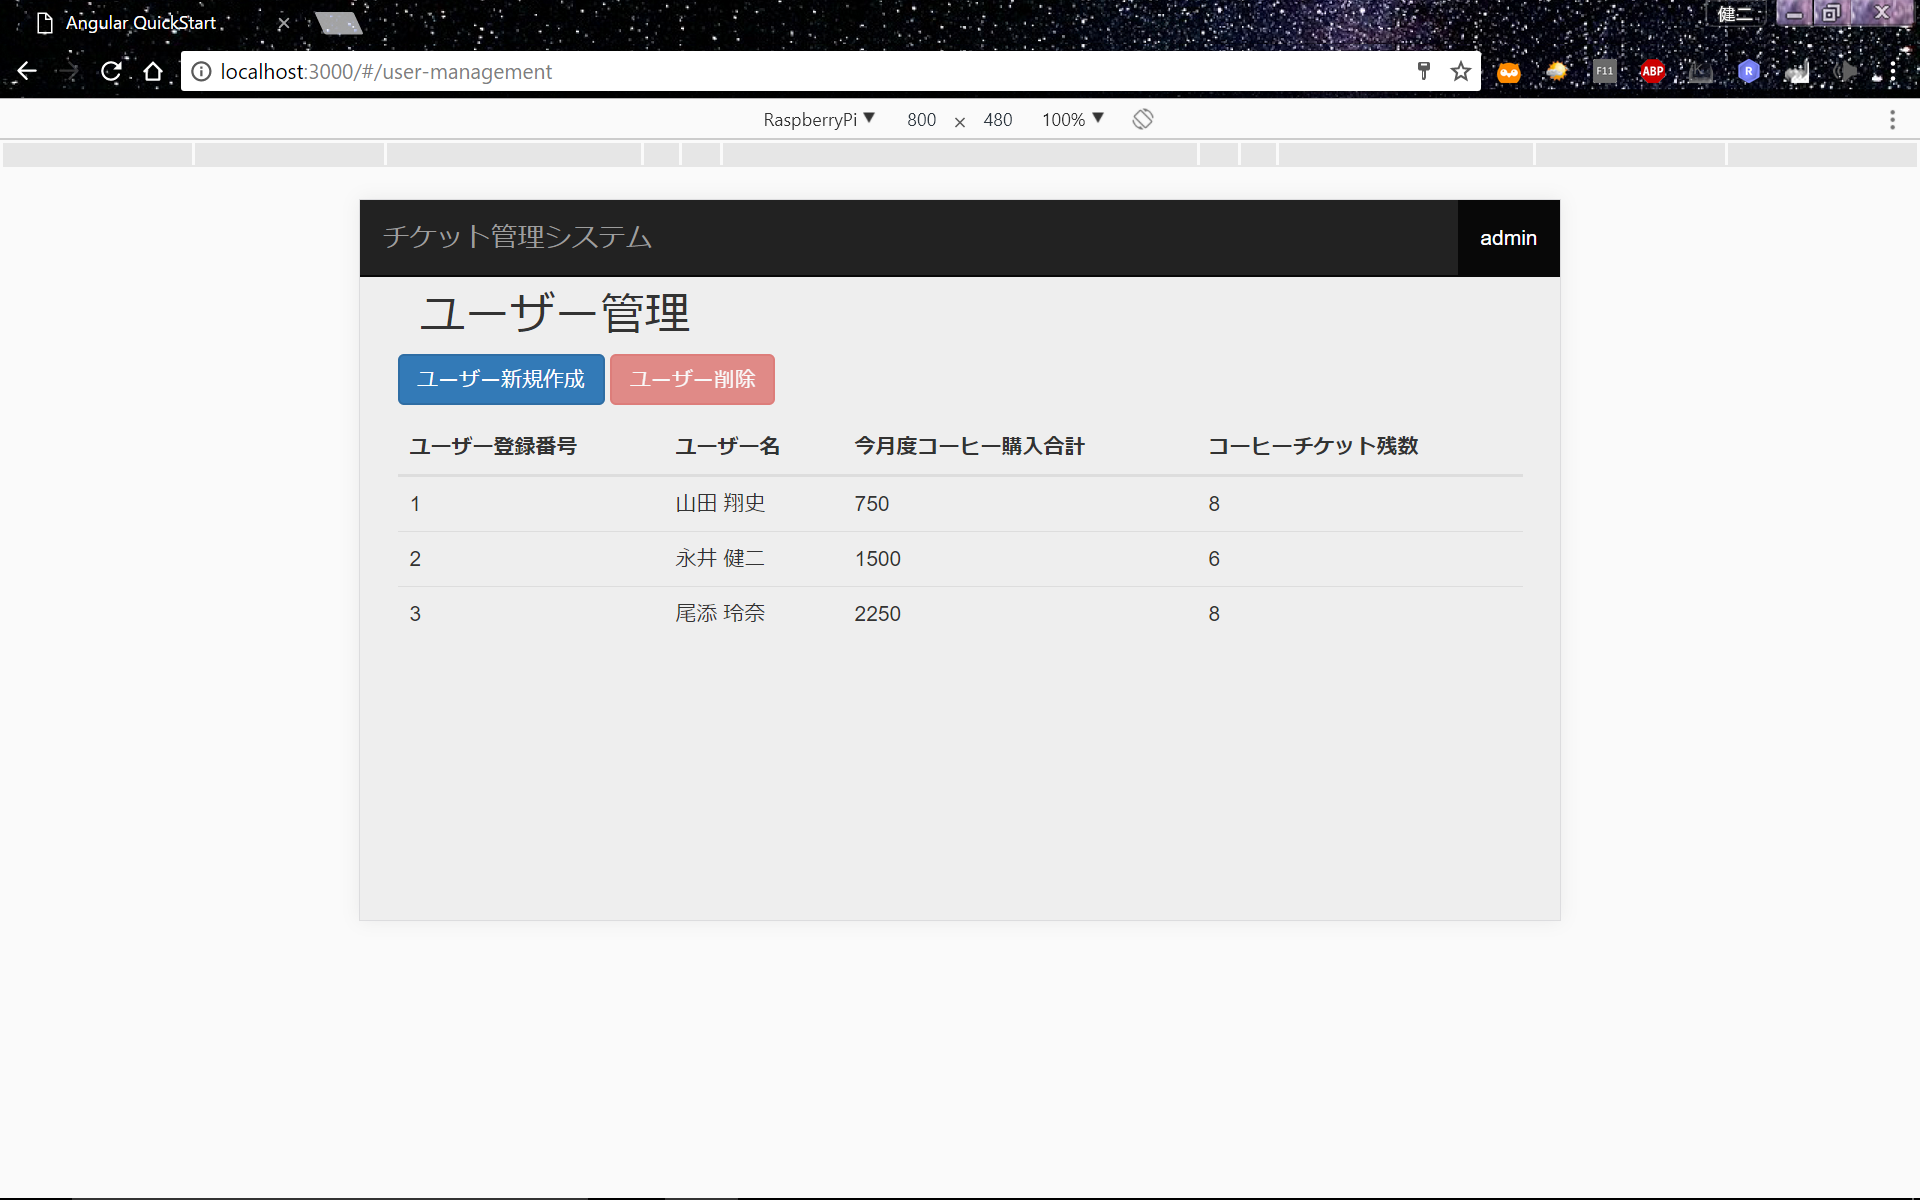 Angular QuickStart
健二
localhost:3000/#/user-management
F11
ABP
R
RaspberryPi 800 × 480 100%
チケット管理システム
admin
ユーザー管理
ユーザー新規作成 ユーザー削除
ユーザー登録番号 ユーザー名 今月度コーヒー購入合計 コーヒーチケット残数
1 山田 翔史 750 8
2 永井 健二 1500 6
3 尾添 玲奈 2250 8